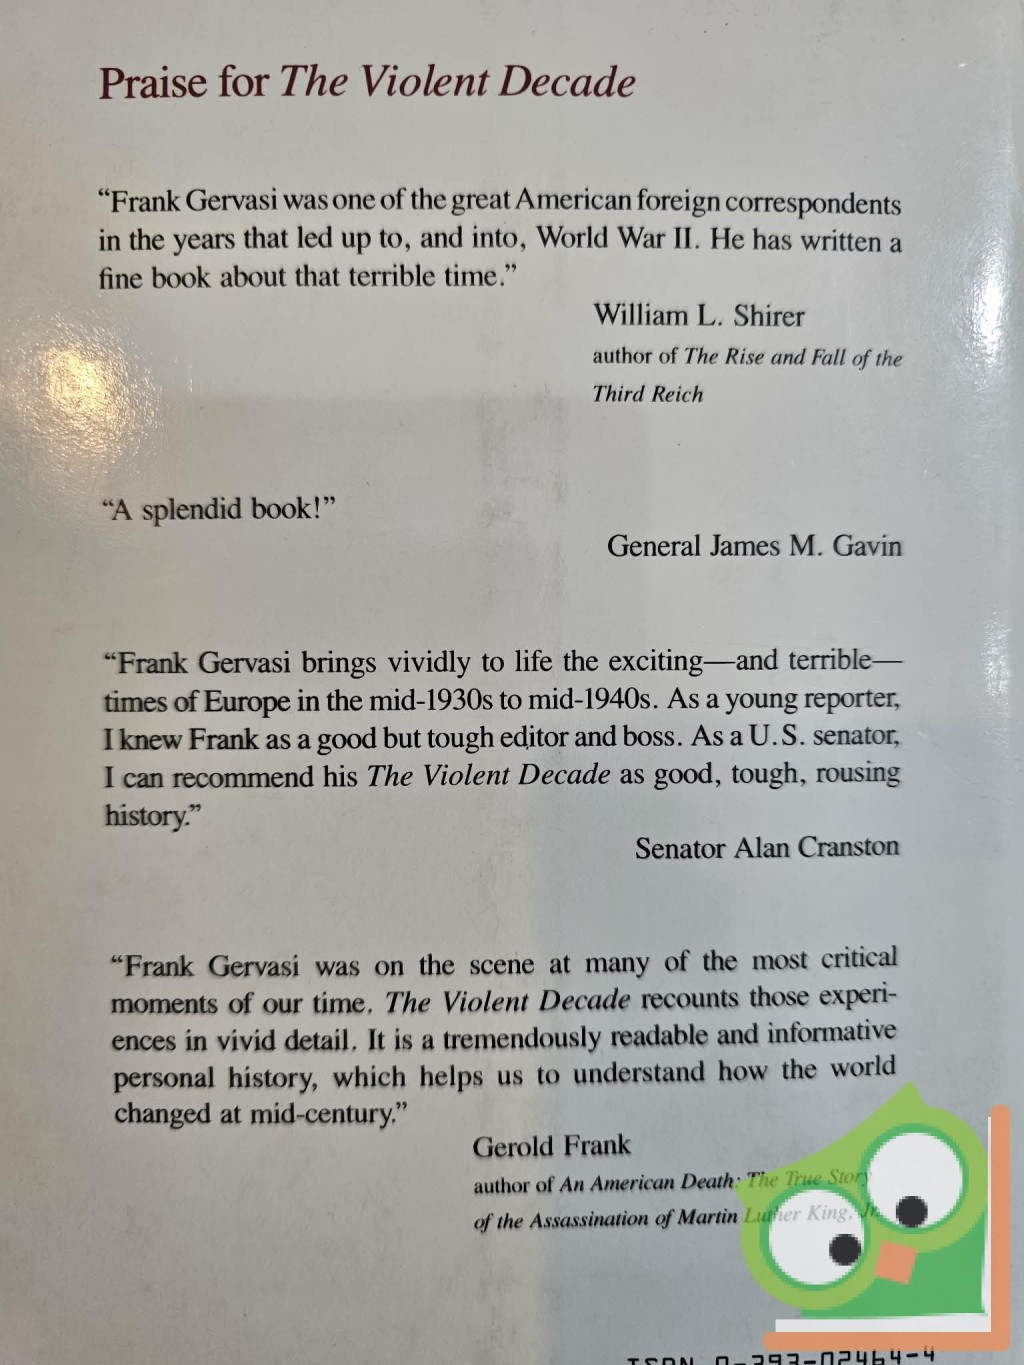 Praise for The Violent Decade
“Frank Gervasi was one of the great American foreign correspondents
in the years that led up to, and into, World War II. He has written a
fine book about that terrible time.”
William L. Shirer
author of The Rise and Fall of the
Third Reich
“A splendid book!”
General James M. Gavin
“Frank Gervasi brings vividly to life the exciting—and terrible—
times of Europe in the mid-1930s to mid-1940s. As a young reporter,
I knew Frank as a good but tough editor and boss. As a U.S. senator,
I can recommend his The Violent Decade as good, tough, rousing
history.”
Senator Alan Cranston
“Frank Gervasi was on the scene at many of the most critical
moments of our time. The Violent Decade recounts those experi-
ences in vivid detail. It is a tremendously readable and informative
personal history, which helps us to understand how the world
changed at mid-century.”
Gerold Frank
author of An American Death: The True Story
of the Assassination of Martin Luther King, Jr.
ISBN 0-393-02464-4